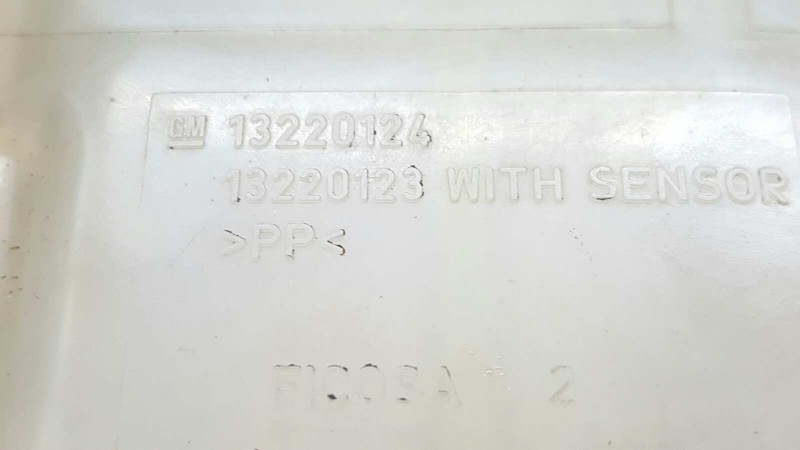 GM 13220124
13220123 WITH SENSOR
>PP<
FICOSA 2